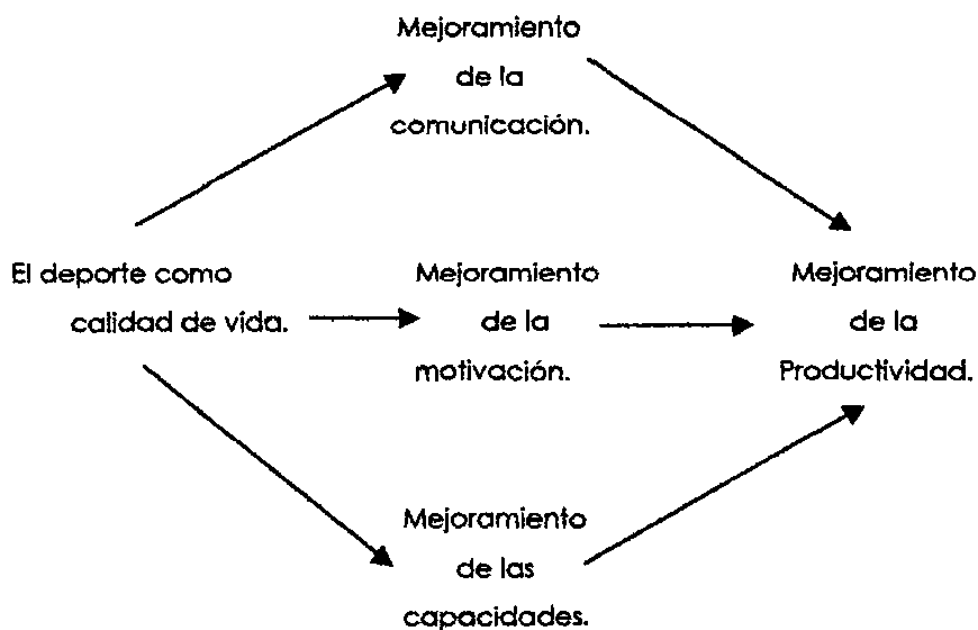 Mejoramiento
de la
comunicación.
El deporte como
calidad de vida.
Mejoramiento
de la
motivación.
Mejoramiento
de la
Productividad.
Mejoramiento
de las
capacidades.